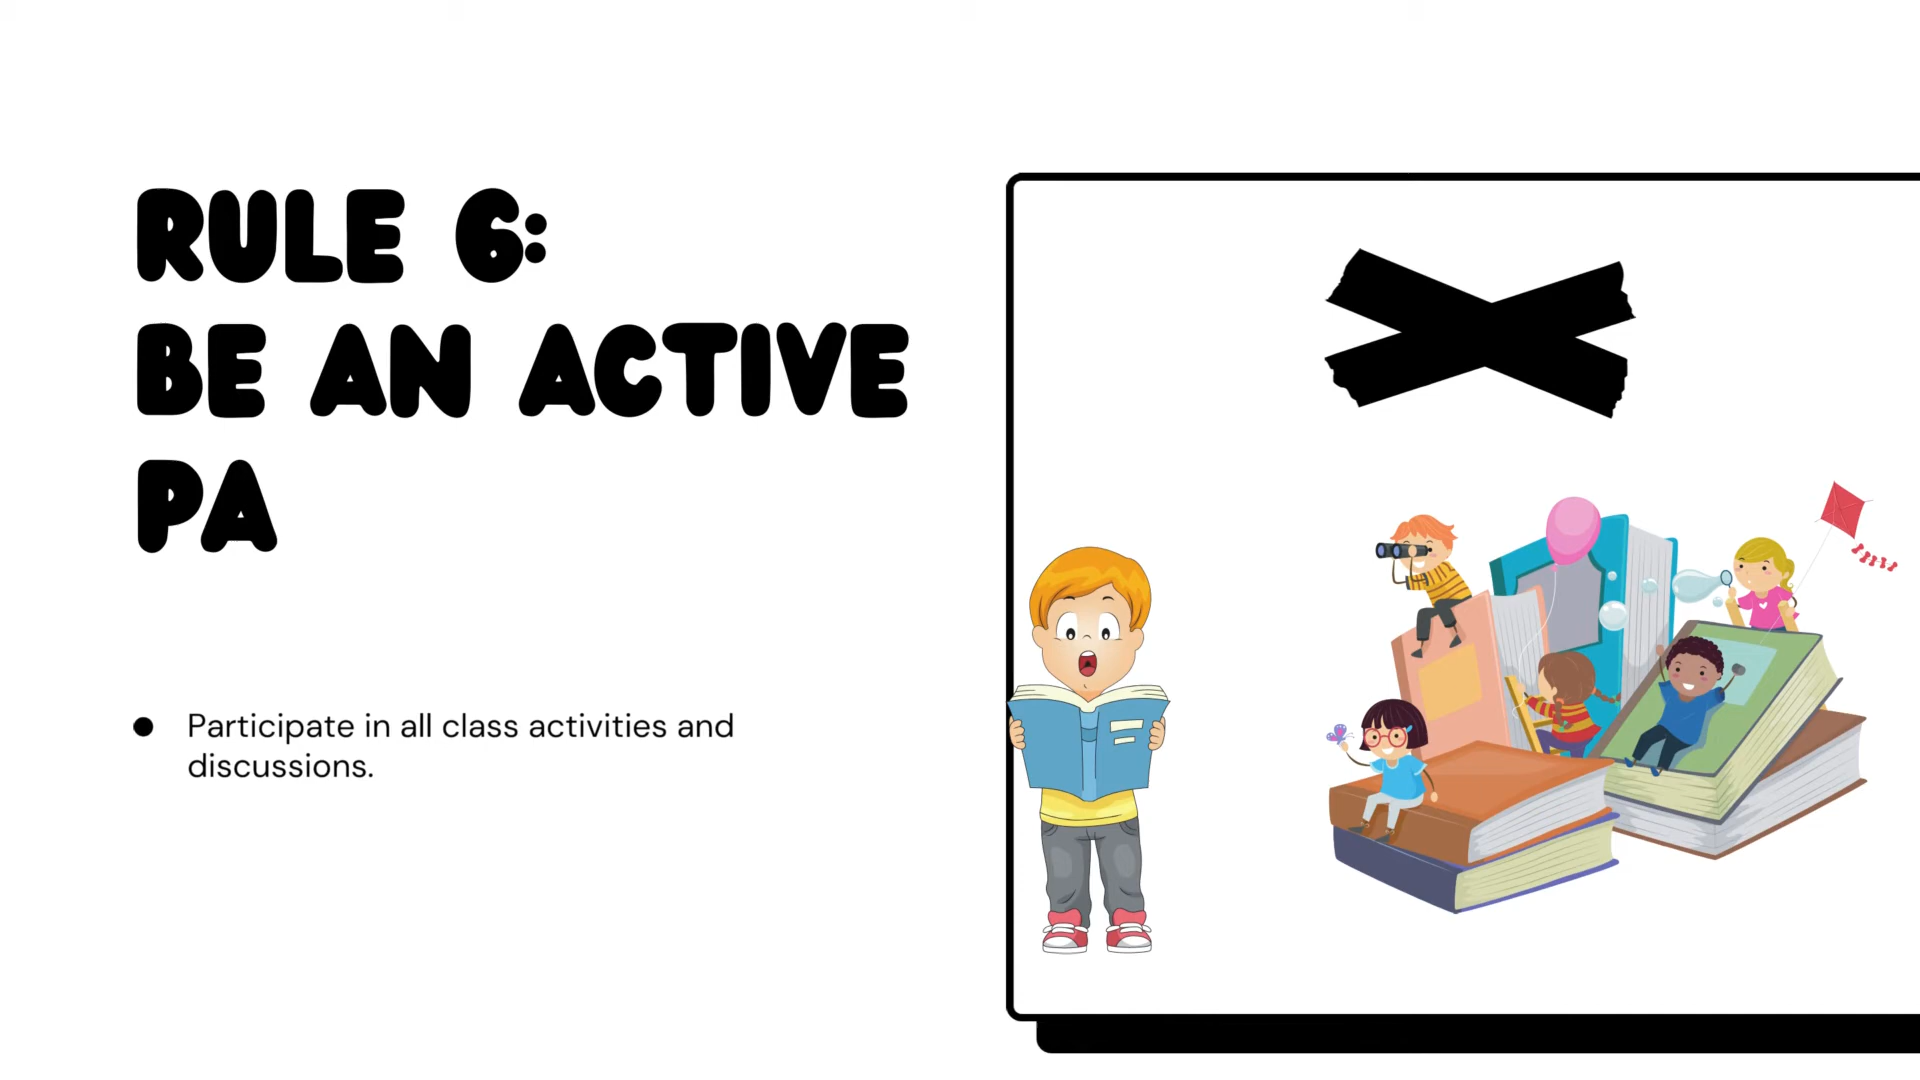 RULE 6:
BE AN ACTIVE
PA
● Participate in all class activities and
discussions.